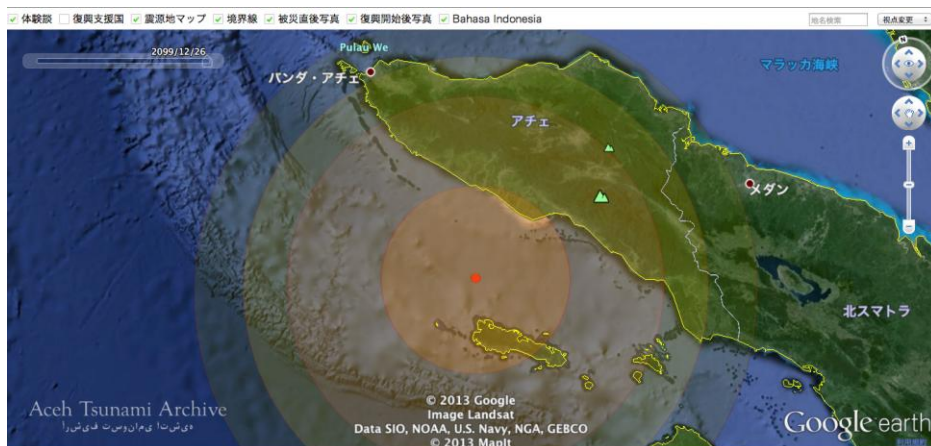 体験談 復興支援国 震源地マップ 境界線 被災直後写真 復興開始後写真 Bahasa Indonesia 地名検索 視点変更
2099/12/26
Pulau We
バンダ・アチェ
マラッカ海峡
N
アチェ
メダン
北スマトラ
Aceh Tsunami Archive
© 2013 Google
Image Landsat
Data SIO, NOAA, U.S. Navy, NGA, GEBCO
© 2013 MapIt
Google earth
利用規約